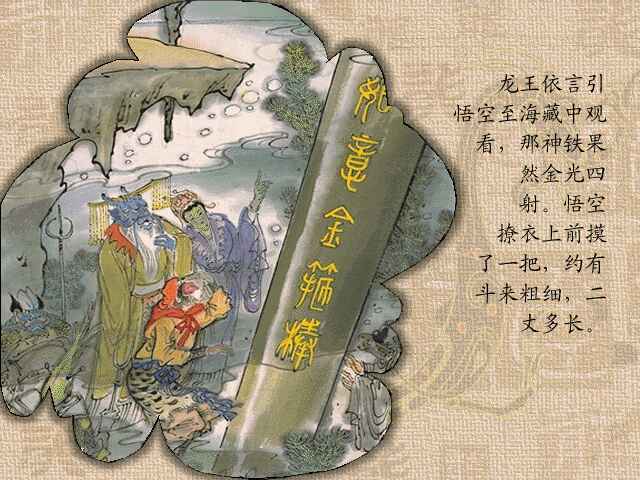 如意金箍棒
龙王依言引
悟空至海藏中观
看，那神铁果
然金光四
射。悟空
撩衣上前摸
了一把，约有
斗来粗细，二
丈多长。